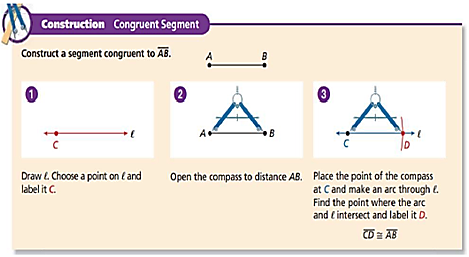 Construction Congruent Segment
Construct a segment congruent to AB.
A B
1
C ℓ
Draw ℓ. Choose a point on ℓ and
label it C.
2
A B
Open the compass to distance AB.
3
C D ℓ
Place the point of the compass
at C and make an arc through ℓ.
Find the point where the arc
and ℓ intersect and label it D.
CD ≅ AB